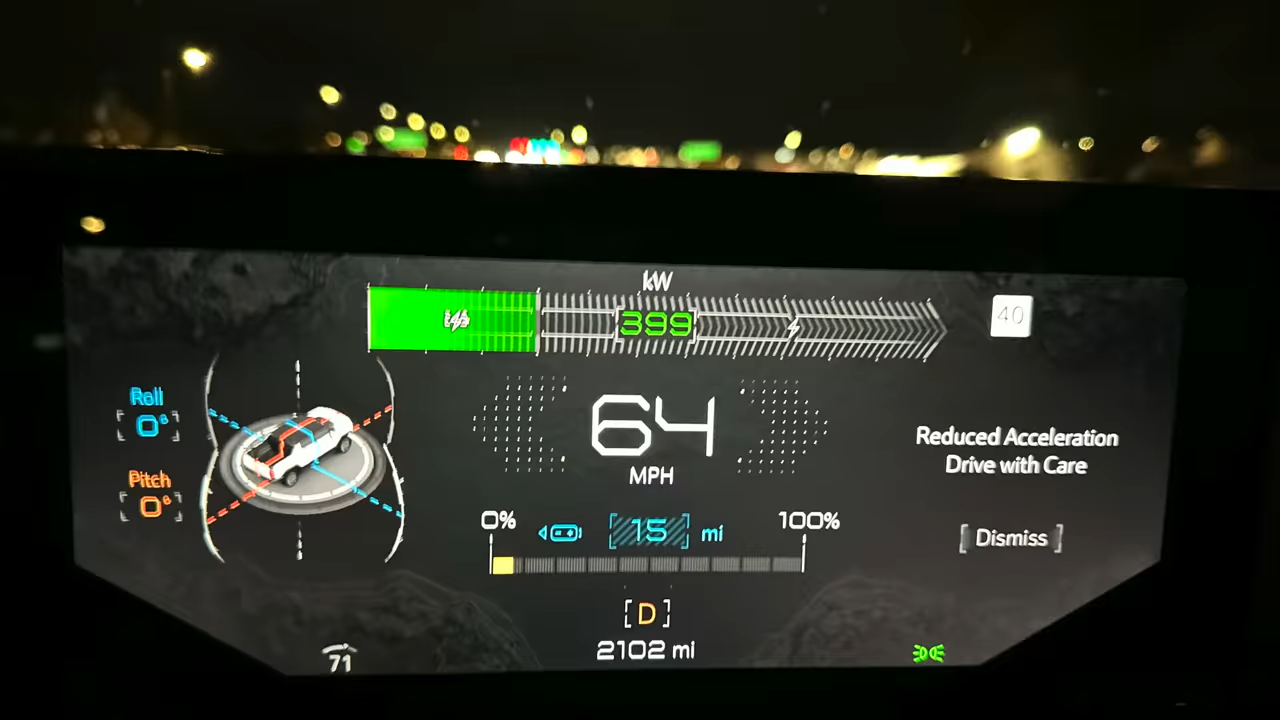 kW
399
40
Roll
0°
Pitch
0°
64
MPH
Reduced Acceleration
Drive with Care
0%
15 mi
100%
Dismiss
D
2102 mi
71